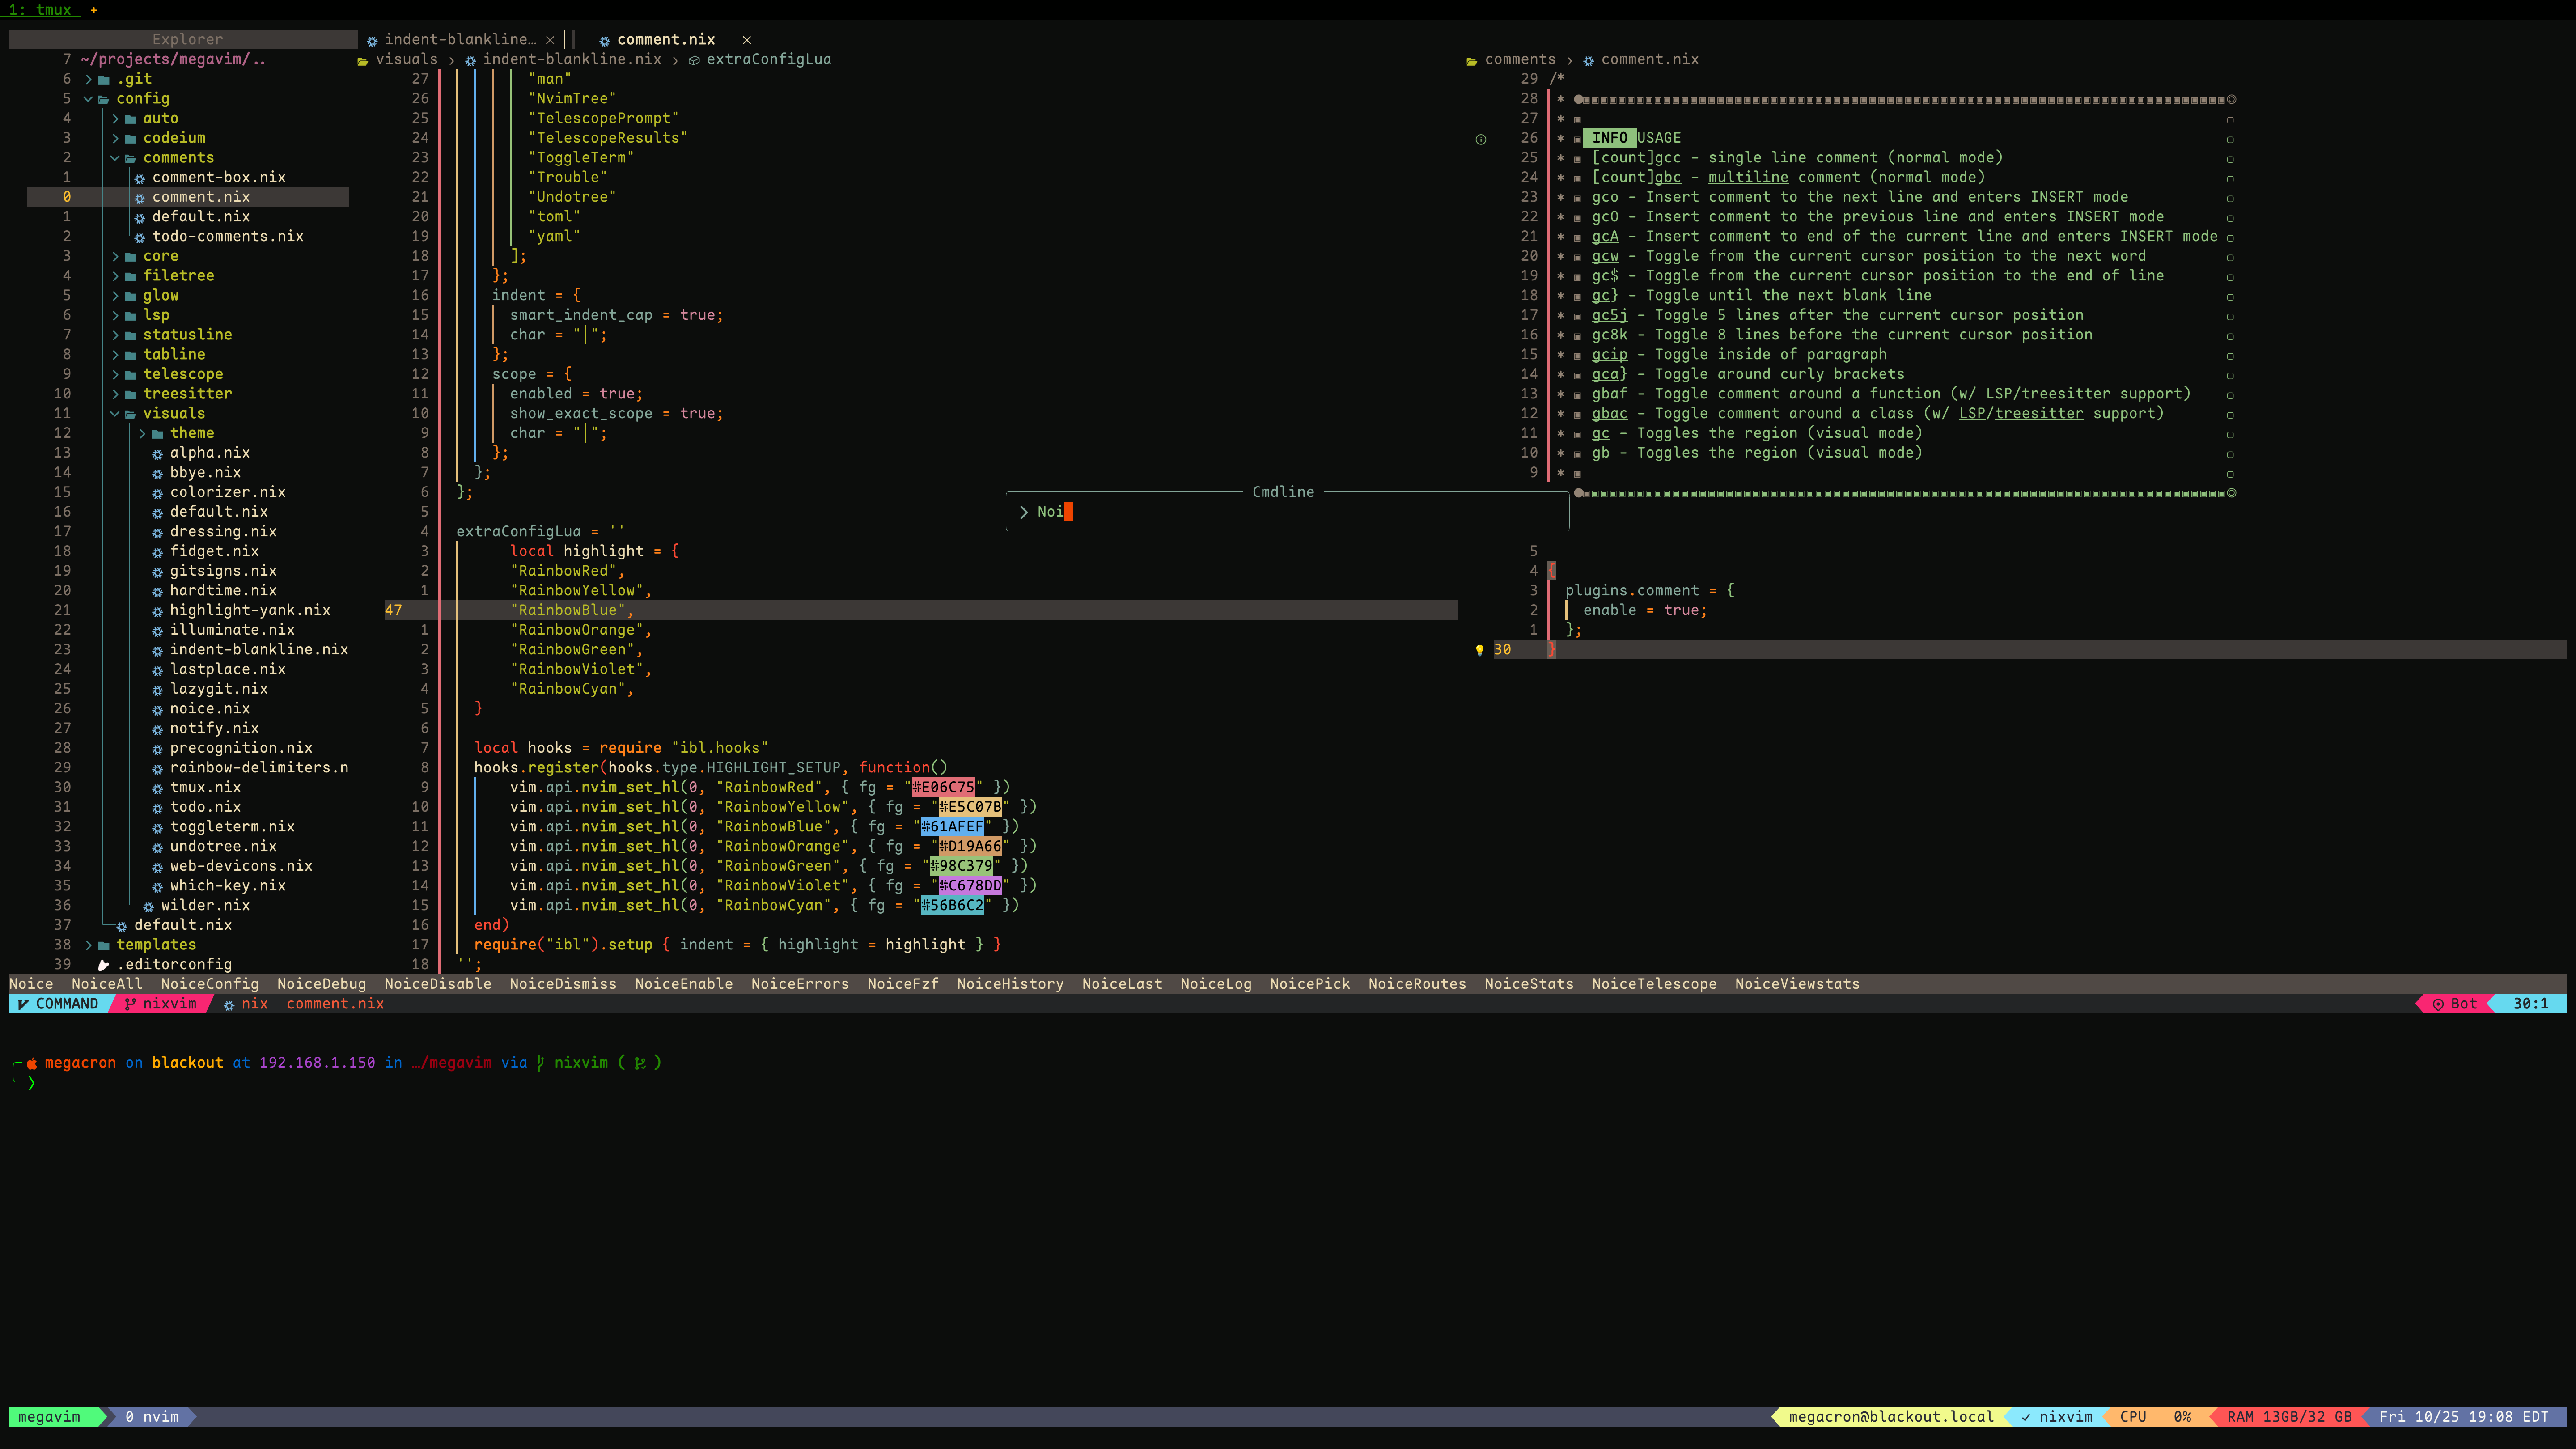 1: tmux +
Explorer
7 ~/projects/megavim/..
6 .git
5 config
4 auto
3 codeium
2 comments
1 comment-box.nix
0 comment.nix
1 default.nix
2 todo-comments.nix
3 core
4 filetree
5 glow
6 lsp
7 statusline
8 tabline
9 telescope
10 treesitter
11 visuals
12 theme
13 alpha.nix
14 bbye.nix
15 colorizer.nix
16 default.nix
17 dressing.nix
18 fidget.nix
19 gitsigns.nix
20 hardtime.nix
21 highlight-yank.nix
22 illuminate.nix
23 indent-blankline.nix
24 lastplace.nix
25 lazygit.nix
26 noice.nix
27 notify.nix
28 precognition.nix
29 rainbow-delimiters.n
30 tmux.nix
31 todo.nix
32 toggleterm.nix
33 undotree.nix
34 web-devicons.nix
35 which-key.nix
36 wilder.nix
37 default.nix
38 templates
39 .editorconfig
indent-blankline… × comment.nix ×
visuals › indent-blankline.nix › extraConfigLua
27 "man"
26 "NvimTree"
25 "TelescopePrompt"
24 "TelescopeResults"
23 "ToggleTerm"
22 "Trouble"
21 "Undotree"
20 "toml"
19 "yaml"
18 ];
17 };
16 indent = {
15 smart_indent_cap = true;
14 char = "│";
13 };
12 scope = {
11 enabled = true;
10 show_exact_scope = true;
9 char = "│";
8 };
7 };
6 };
5
4 extraConfigLua = ''
3 local highlight = {
2 "RainbowRed",
1 "RainbowYellow",
47 "RainbowBlue",
1 "RainbowOrange",
2 "RainbowGreen",
3 "RainbowViolet",
4 "RainbowCyan",
5 }
6
7 local hooks = require "ibl.hooks"
8 hooks.register(hooks.type.HIGHLIGHT_SETUP, function()
9 vim.api.nvim_set_hl(0, "RainbowRed", { fg = "#E06C75" })
10 vim.api.nvim_set_hl(0, "RainbowYellow", { fg = "#E5C07B" })
11 vim.api.nvim_set_hl(0, "RainbowBlue", { fg = "#61AFEF" })
12 vim.api.nvim_set_hl(0, "RainbowOrange", { fg = "#D19A66" })
13 vim.api.nvim_set_hl(0, "RainbowGreen", { fg = "#98C379" })
14 vim.api.nvim_set_hl(0, "RainbowViolet", { fg = "#C678DD" })
15 vim.api.nvim_set_hl(0, "RainbowCyan", { fg = "#56B6C2" })
16 end)
17 require("ibl").setup { indent = { highlight = highlight } }
18 '';
comments › comment.nix
29 /*
28 *
27 *
26 * INFO USAGE
25 * [count]gcc - single line comment (normal mode)
24 * [count]gbc - multiline comment (normal mode)
23 * gco - Insert comment to the next line and enters INSERT mode
22 * gcO - Insert comment to the previous line and enters INSERT mode
21 * gcA - Insert comment to end of the current line and enters INSERT mode
20 * gcw - Toggle from the current cursor position to the next word
19 * gc$ - Toggle from the current cursor position to the end of line
18 * gc} - Toggle until the next blank line
17 * gc5j - Toggle 5 lines after the current cursor position
16 * gc8k - Toggle 8 lines before the current cursor position
15 * gcip - Toggle inside of paragraph
14 * gca} - Toggle around curly brackets
13 * gbaf - Toggle comment around a function (w/ LSP/treesitter support)
12 * gbac - Toggle comment around a class (w/ LSP/treesitter support)
11 * gc - Toggles the region (visual mode)
10 * gb - Toggles the region (visual mode)
9 *
5
4 {
3 plugins.comment = {
2 enable = true;
1 };
30 }
Cmdline
Noi
Noice NoiceAll NoiceConfig NoiceDebug NoiceDisable NoiceDismiss NoiceEnable NoiceErrors NoiceFzf NoiceHistory NoiceLast NoiceLog NoicePick NoiceRoutes NoiceStats NoiceTelescope NoiceViewstats
COMMAND nixvim nix comment.nix Bot 30:1
megacron on blackout at 192.168.1.150 in …/megavim via nixvim ( )
❯
megavim 0 nvim megacron@blackout.local ✓ nixvim CPU 0% RAM 13GB/32 GB Fri 10/25 19:08 EDT